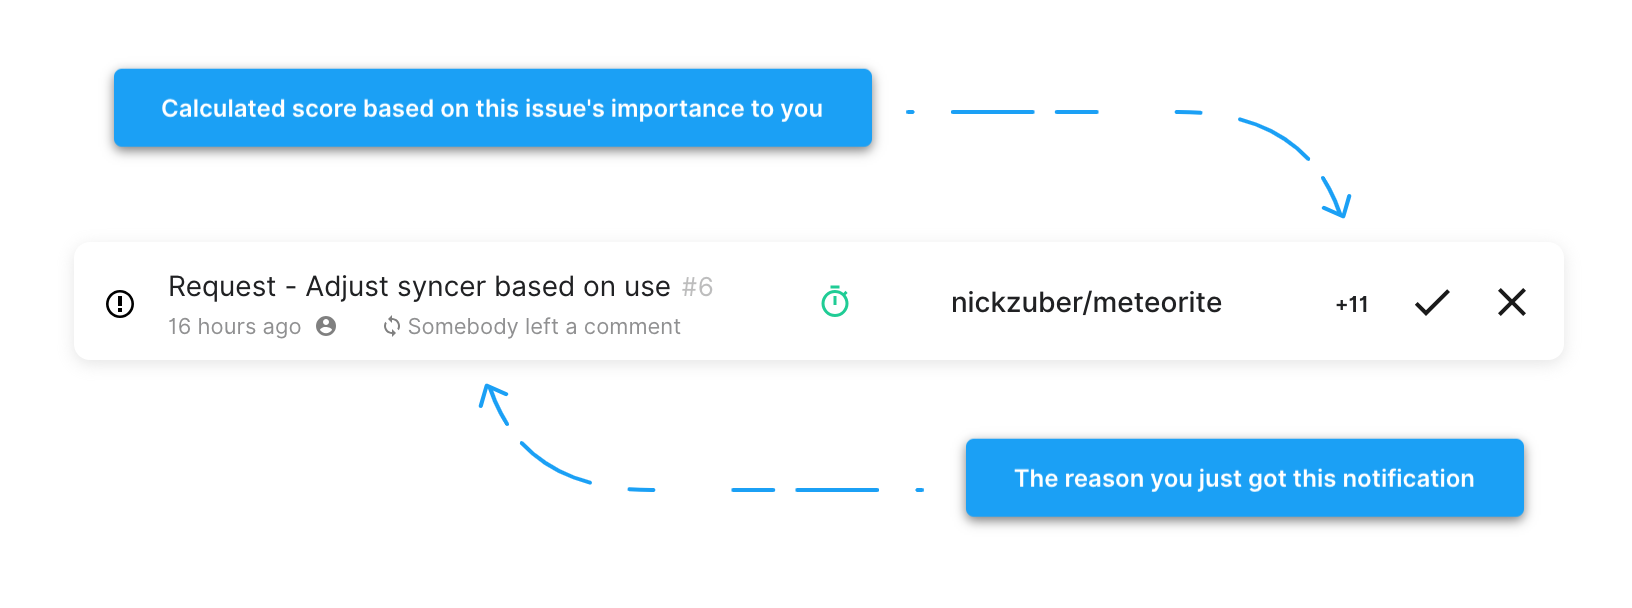 Calculated score based on this issue's importance to you
Request - Adjust syncer based on use #6
16 hours ago
Somebody left a comment
nickzuber/meteorite
+11
The reason you just got this notification